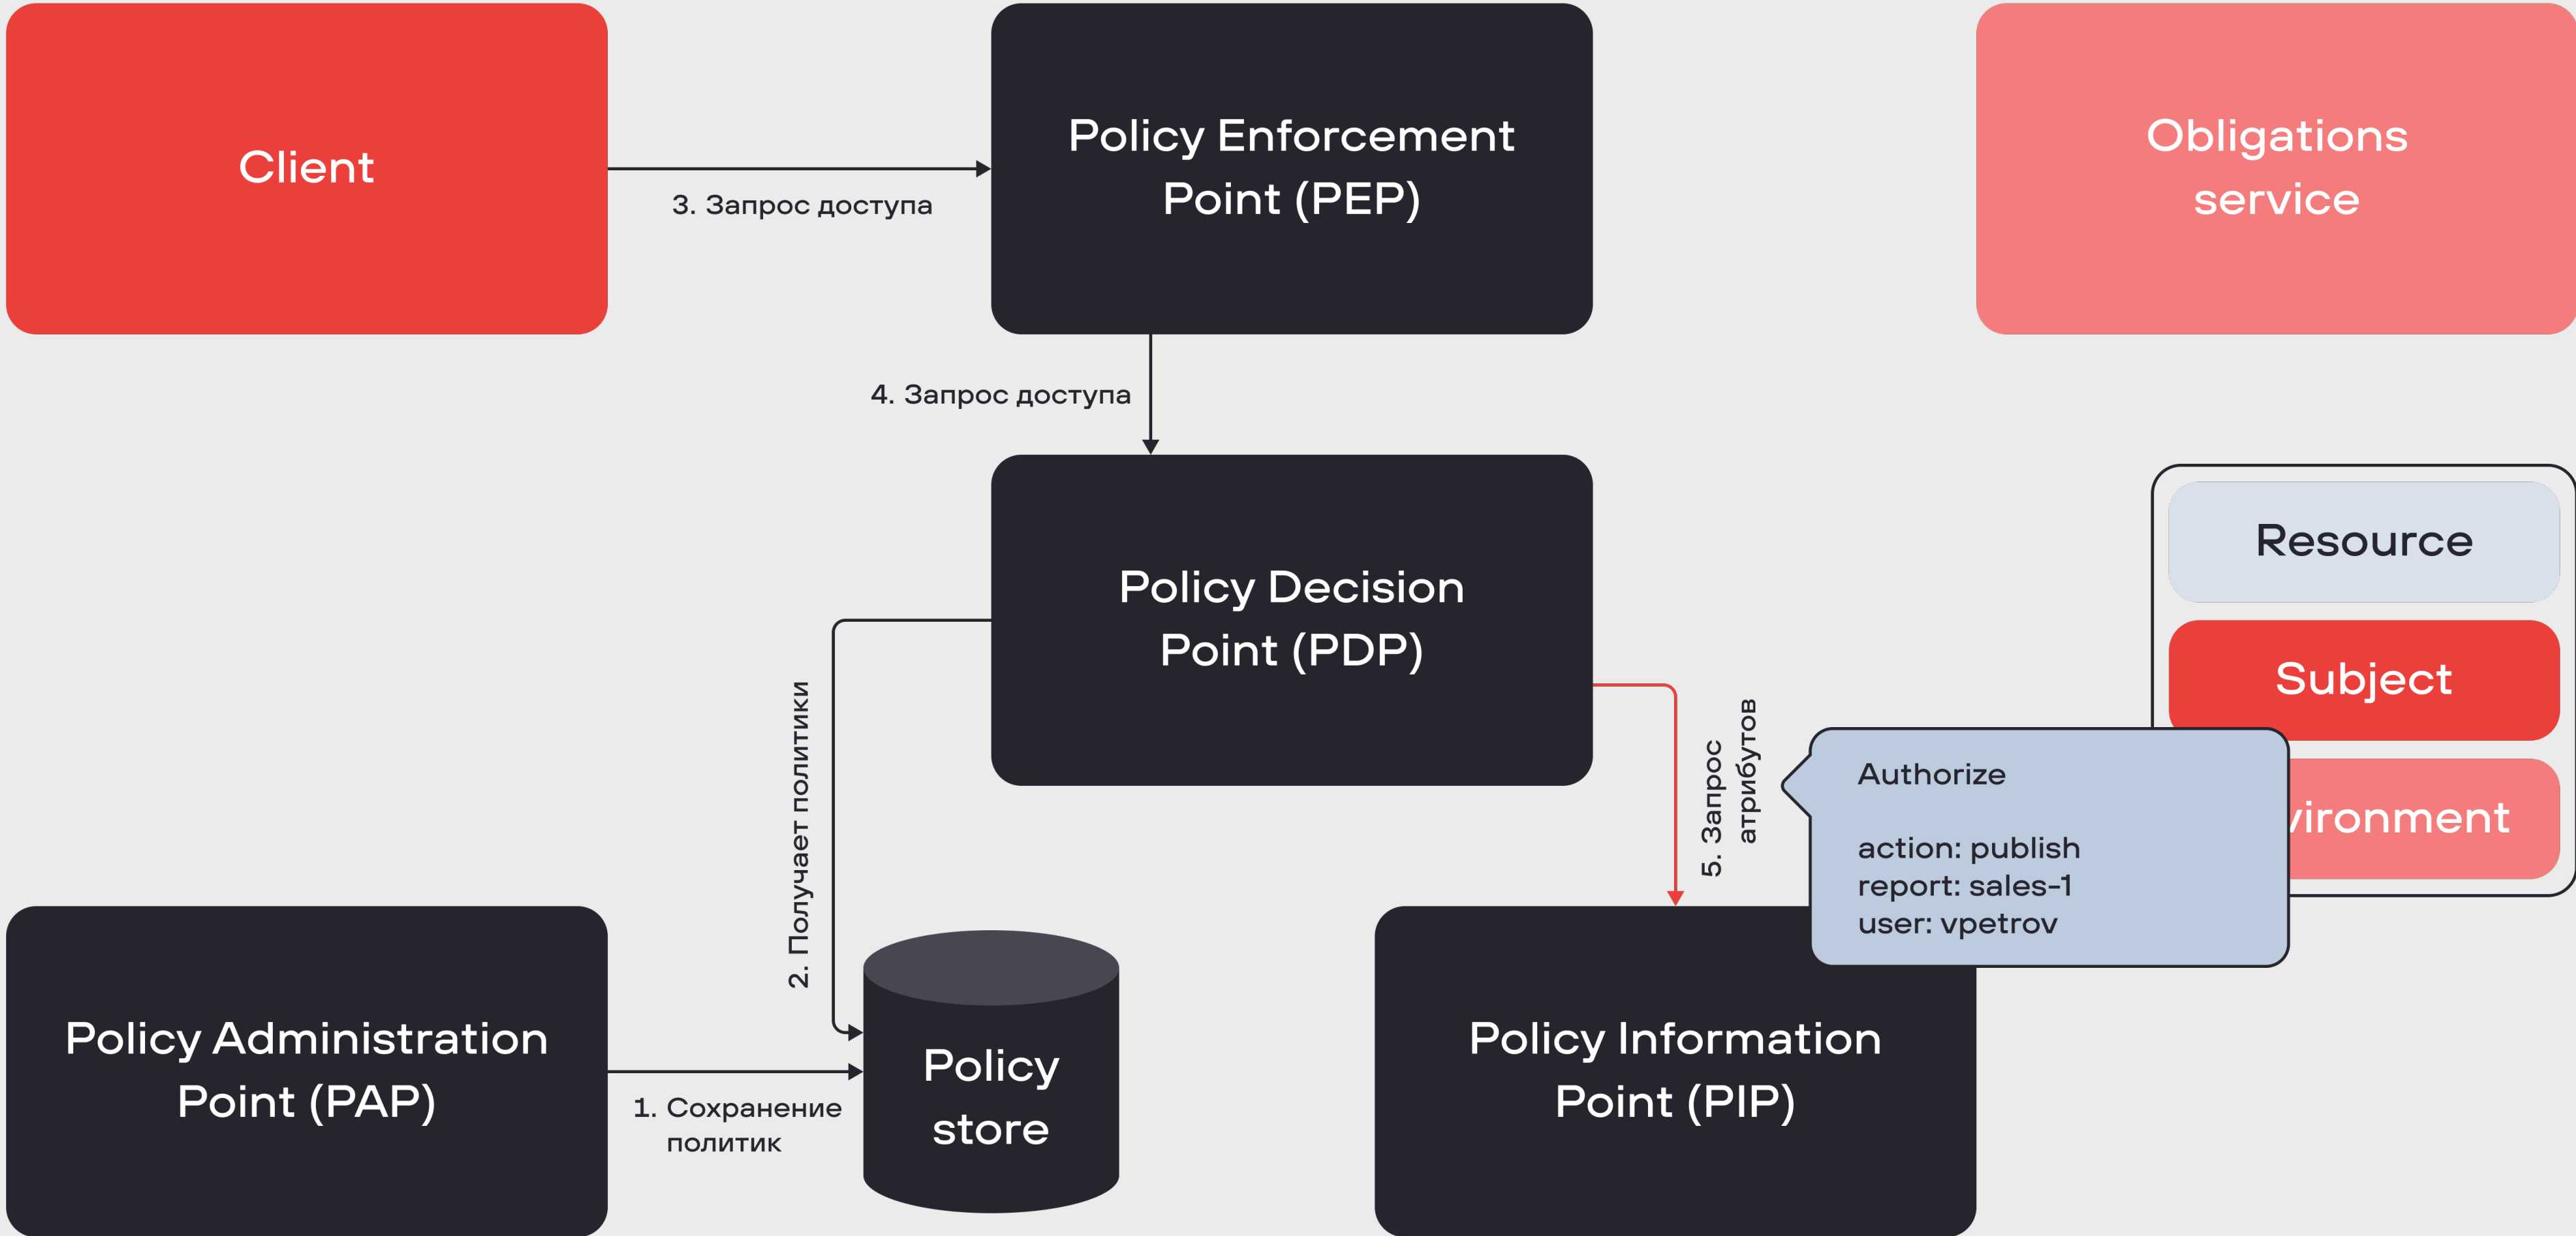 Client
3. Запрос доступа
Policy Enforcement
Point (PEP)
Obligations
service
4. Запрос доступа
Policy Decision
Point (PDP)
2. Получает политики
5. Запрос
атрибутов
Resource
Subject
Authorize
action: publish
report: sales-1
user: vpetrov
Policy Administration
Point (PAP)
1. Сохранение
политик
Policy
store
Policy Information
Point (PIP)